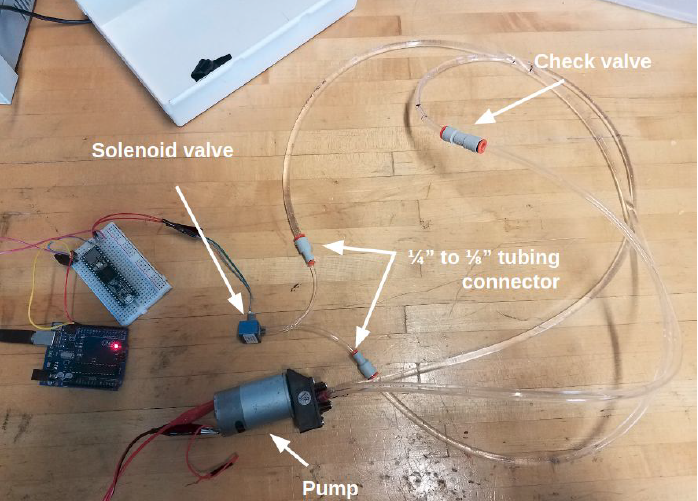 Check valve
Solenoid valve
¼” to ⅛” tubing
connector
Pump